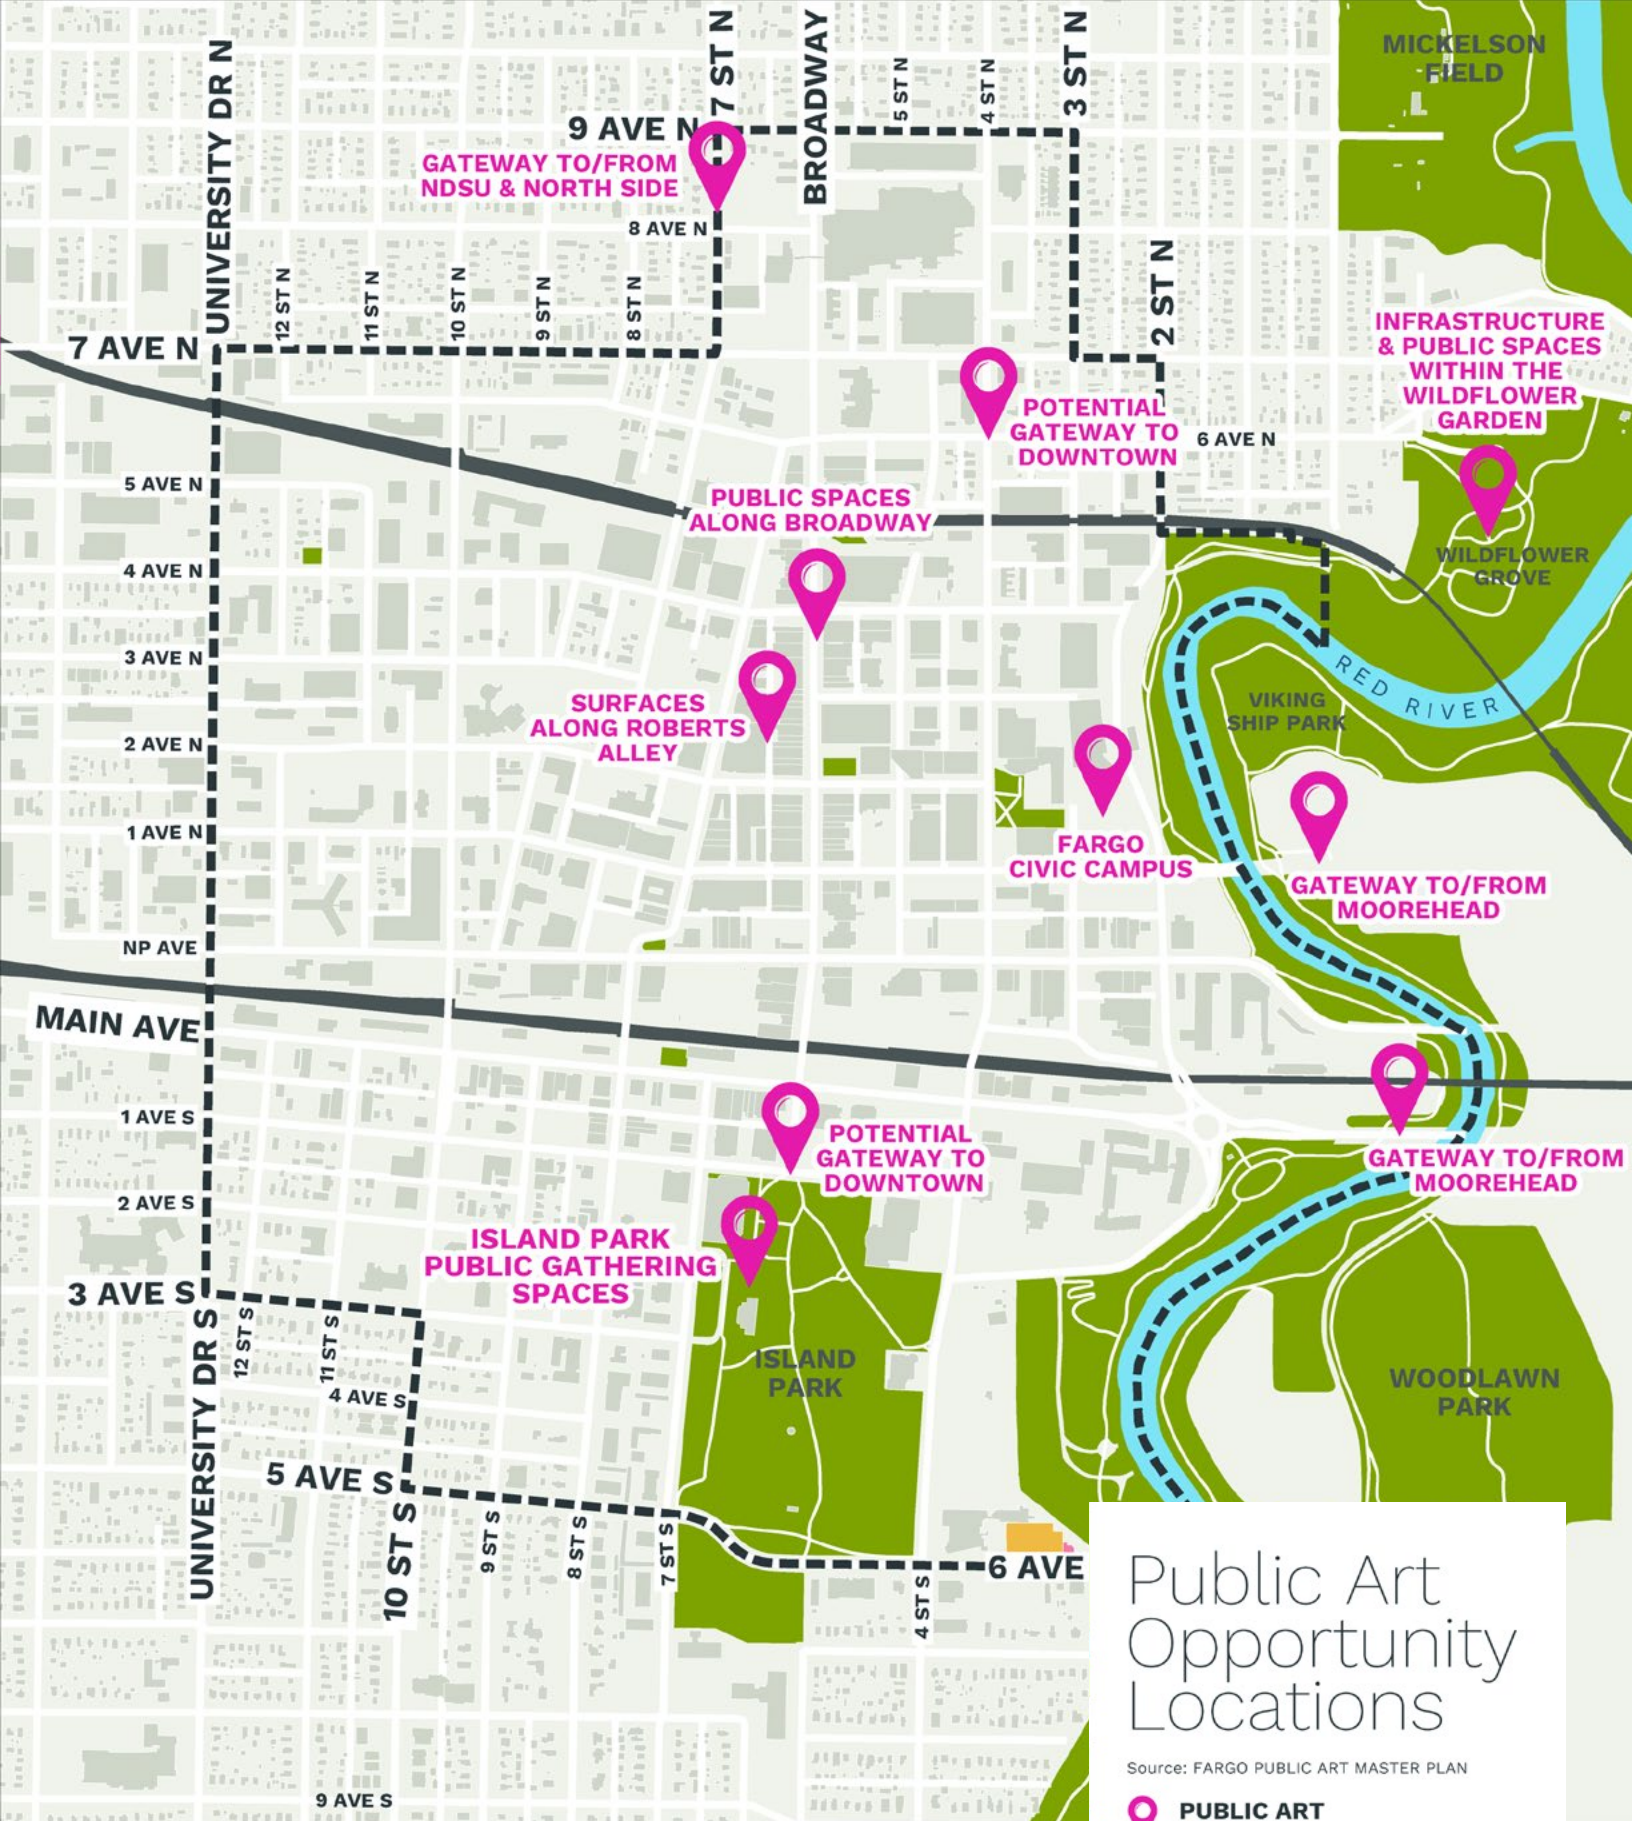 MICKELSON
FIELD
UNIVERSITY DR N
7 ST N
BROADWAY
5 ST N
4 ST N
3 ST N
9 AVE N
GATEWAY TO/FROM
NDSU & NORTH SIDE
8 AVE N
12 ST N
11 ST N
10 ST N
9 ST N
8 ST N
2 ST N
7 AVE N
INFRASTRUCTURE
& PUBLIC SPACES
WITHIN THE
WILDFLOWER
GARDEN
POTENTIAL
GATEWAY TO
DOWNTOWN
6 AVE N
5 AVE N
PUBLIC SPACES
ALONG BROADWAY
WILDFLOWER
GROVE
4 AVE N
3 AVE N
RED RIVER
VIKING
SHIP PARK
SURFACES
ALONG ROBERTS
ALLEY
2 AVE N
1 AVE N
FARGO
CIVIC CAMPUS
GATEWAY TO/FROM
MOOREHEAD
NP AVE
MAIN AVE
1 AVE S
POTENTIAL
GATEWAY TO
DOWNTOWN
GATEWAY TO/FROM
MOOREHEAD
2 AVE S
ISLAND PARK
PUBLIC GATHERING
SPACES
3 AVE S
UNIVERSITY DR S
12 ST S
11 ST S
4 AVE S
ISLAND
PARK
WOODLAWN
PARK
5 AVE S
10 ST S
9 ST S
8 ST S
7 ST S
4 ST S
6 AVE
9 AVE S
Public Art
Opportunity
Locations
Source: FARGO PUBLIC ART MASTER PLAN
PUBLIC ART